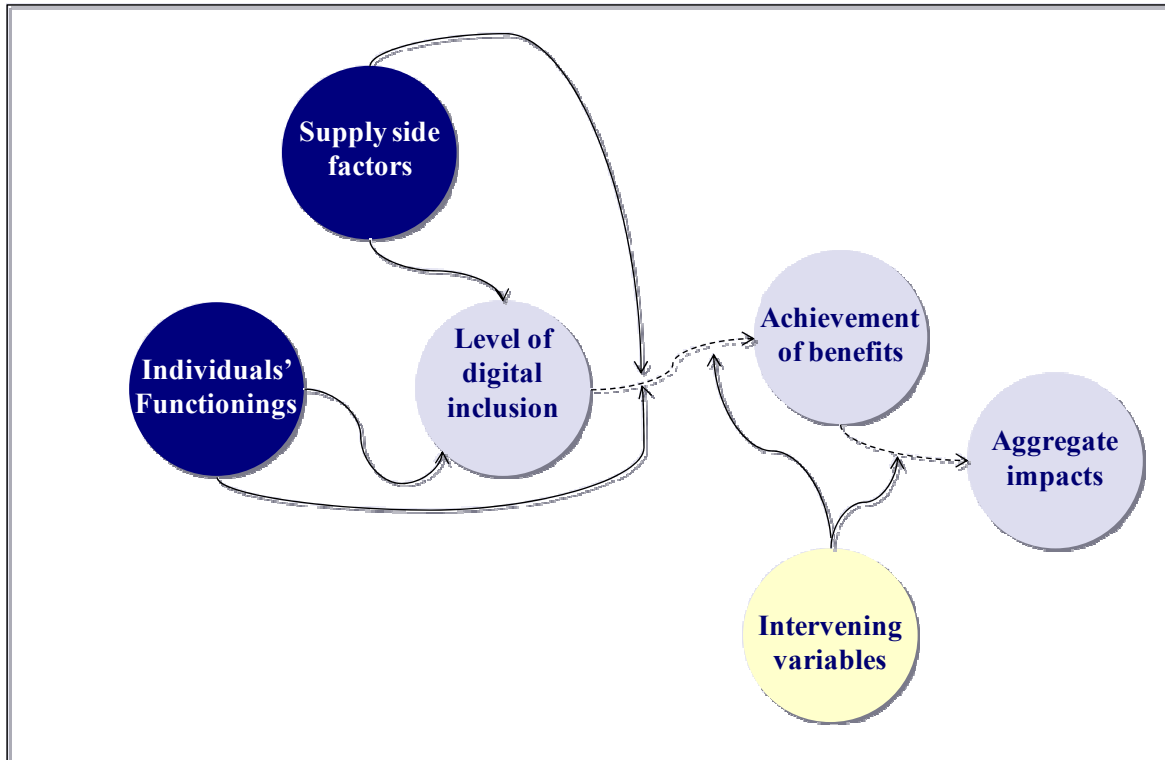 Supply side
factors
Individuals’
Functionings
Level of
digital
inclusion
Achievement
of benefits
Aggregate
impacts
Intervening
variables